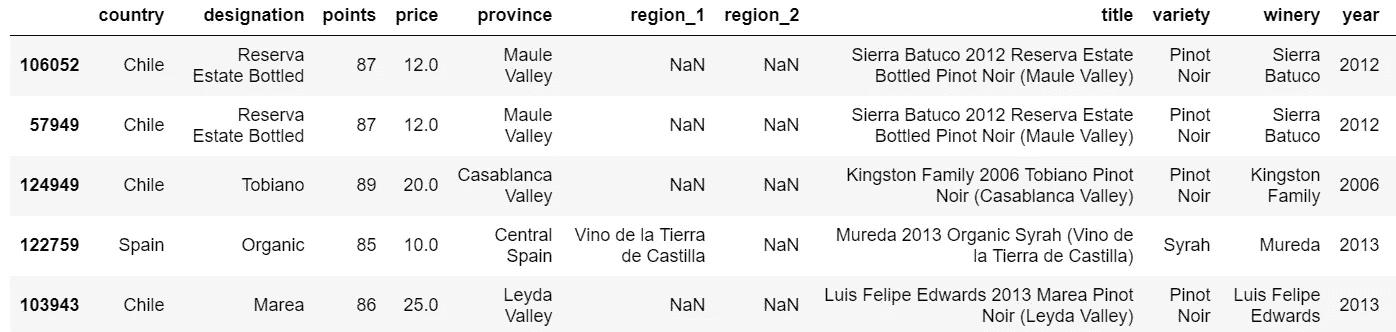 country designation points price province region_1 region_2 title variety winery year
106052 Chile Reserva Estate Bottled 87 12.0 Maule Valley NaN NaN Sierra Batuco 2012 Reserva Estate Bottled Pinot Noir (Maule Valley) Pinot Noir Sierra Batuco 2012
57949 Chile Reserva Estate Bottled 87 12.0 Maule Valley NaN NaN Sierra Batuco 2012 Reserva Estate Bottled Pinot Noir (Maule Valley) Pinot Noir Sierra Batuco 2012
124949 Chile Tobiano 89 20.0 Casablanca Valley NaN NaN Kingston Family 2006 Tobiano Pinot Noir (Casablanca Valley) Pinot Noir Kingston Family 2006
122759 Spain Organic 85 10.0 Central Spain Vino de la Tierra de Castilla NaN Mureda 2013 Organic Syrah (Vino de la Tierra de Castilla) Syrah Mureda 2013
103943 Chile Marea 86 25.0 Leyda Valley NaN NaN Luis Felipe Edwards 2013 Marea Pinot Noir (Leyda Valley) Pinot Noir Luis Felipe Edwards 2013